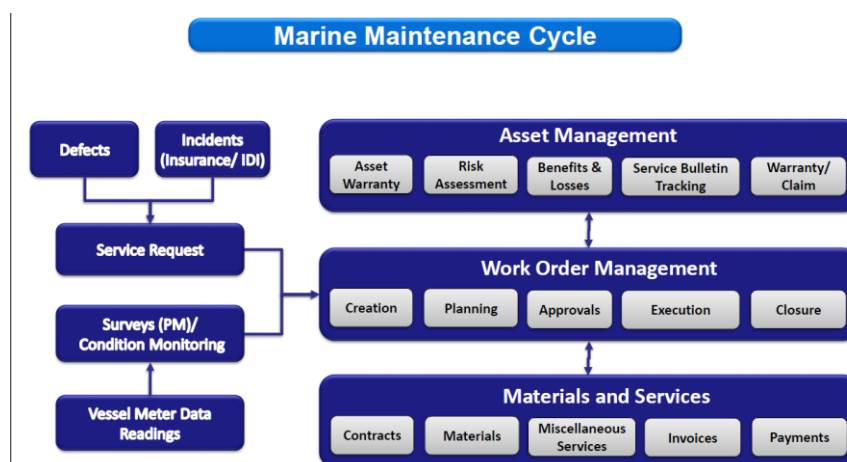 Marine Maintenance Cycle
Defects
Incidents
(Insurance/ IDI)
Service Request
Surveys (PM)/
Condition Monitoring
Vessel Meter Data
Readings
Asset Management
Asset
Warranty
Risk
Assessment
Benefits &
Losses
Service Bulletin
Tracking
Warranty/
Claim
Work Order Management
Creation
Planning
Approvals
Execution
Closure
Materials and Services
Contracts
Materials
Miscellaneous
Services
Invoices
Payments